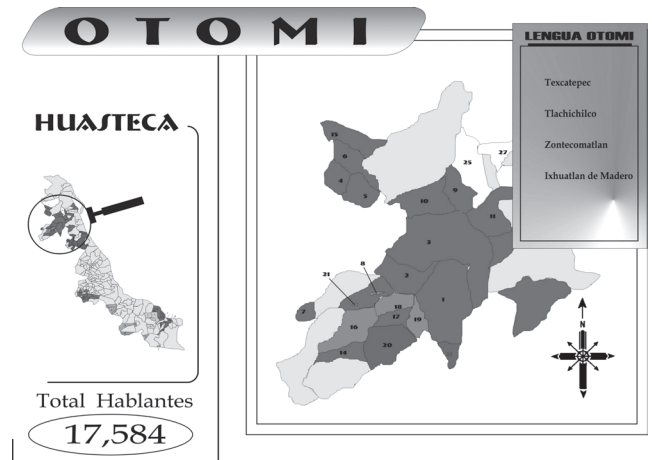 OTOMI
LENGUA OTOMI
Texcatepec
Tlachichilco
Zontecomatlan
Ixhuatlan de Madero
HUASTECA
15
6
4
5
25
27
9
10
11
3
21
8
2
7
1
18
17
19
16
14
20
N
Total Hablantes
17,584